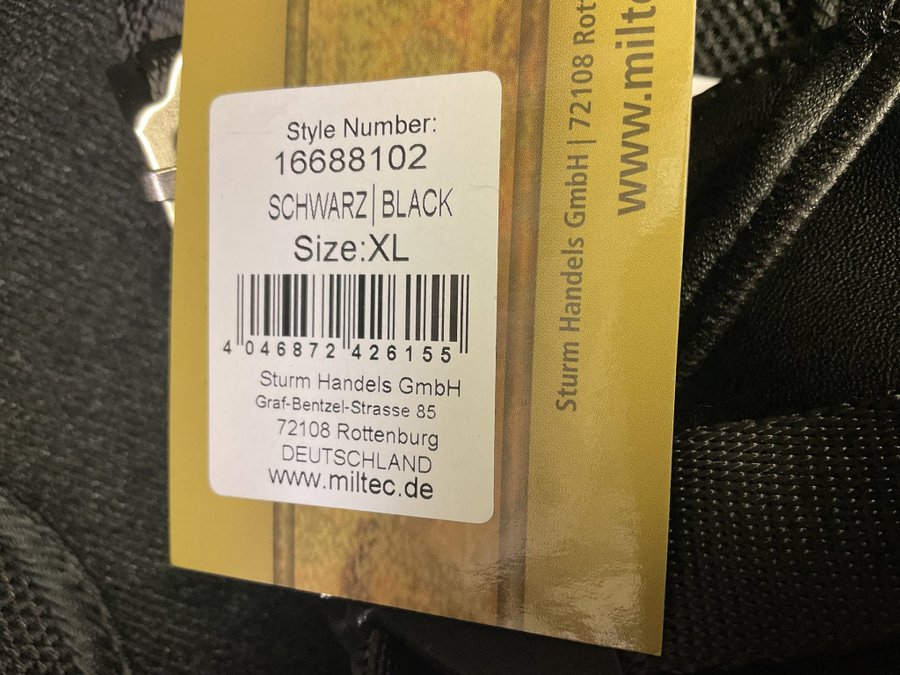 Style Number:
16688102
SCHWARZ|BLACK
Size:XL
4 046872 426155
Sturm Handels GmbH
Graf-Bentzel-Strasse 85
72108 Rottenburg
DEUTSCHLAND
www.miltec.de
Sturm Handels GmbH | 72108 Rot
www.milte